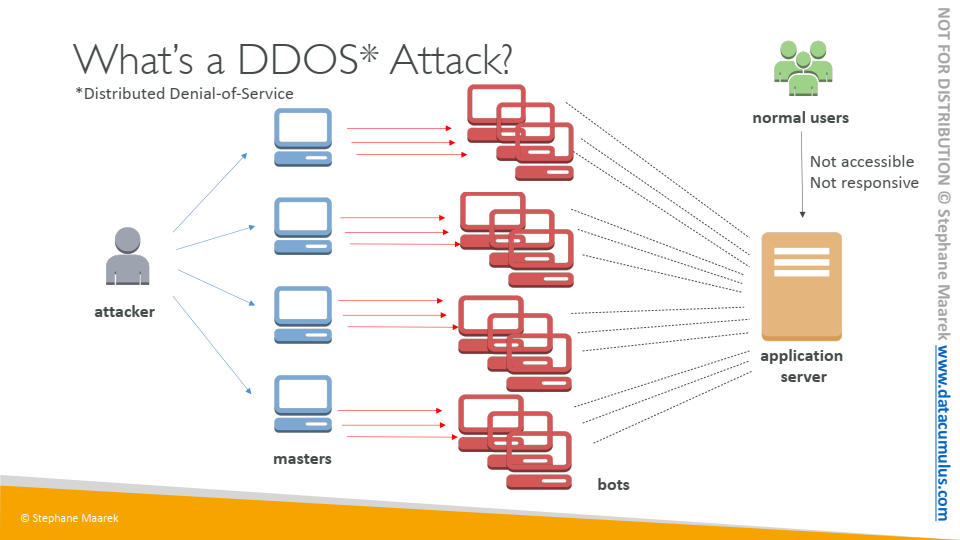 What's a DDOS* Attack?
*Distributed Denial-of-Service
normal users
Not accessible
Not responsive
attacker
application
server
masters
bots
© Stephane Maarek
NOT FOR DISTRIBUTION © Stephane Maarek www.datacumulus.com